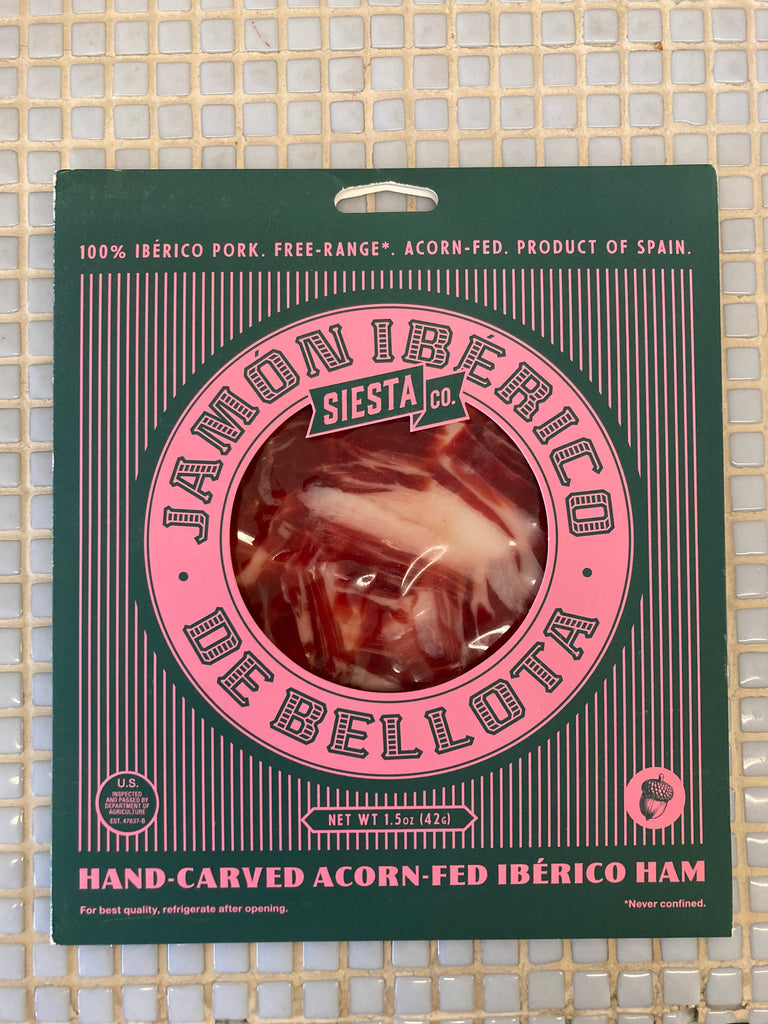 100% IBÉRICO PORK. FREE-RANGE*. ACORN-FED. PRODUCT OF SPAIN.
JAMÓN IBÉRICO
SIESTA CO.
DE BELLOTA
U.S.
INSPECTED
AND PASSED BY
DEPARTMENT OF
AGRICULTURE
EST. 47637-B
NET WT 1.5oz (42g)
HAND-CARVED ACORN-FED IBÉRICO HAM
For best quality, refrigerate after opening.
*Never confined.